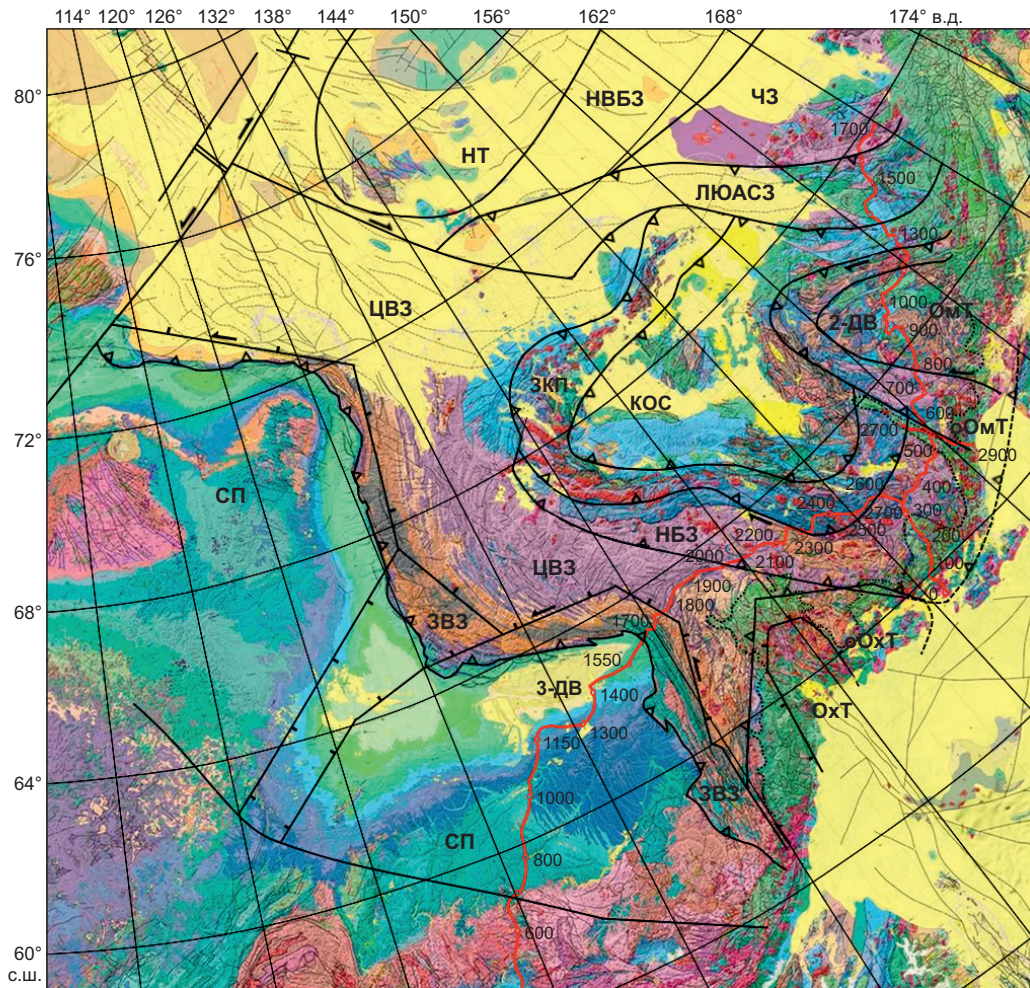 114° 120° 126° 132° 138° 144° 150° 156° 162° 168° 174° в.д.
80°
76°
72°
68°
64°
60°
с.ш.
НВБЗ
ЧЗ
1700
НТ
1500
ЛЮАСЗ
1300
ЦВЗ
1000
ОмТ
2-ДВ
900
800
ЗКП
700
КОС
600
2700
оОмТ
500
2900
СП
2600
400
2400
2700
300
2500
НБЗ
2200
2300
200
2000
2100
100
ЦВЗ
1900
0
1800
ЗВЗ
1700
оОхТ
1550
3-ДВ
1400
ОхТ
1300
1150
1000
ЗВЗ
СП
800
600